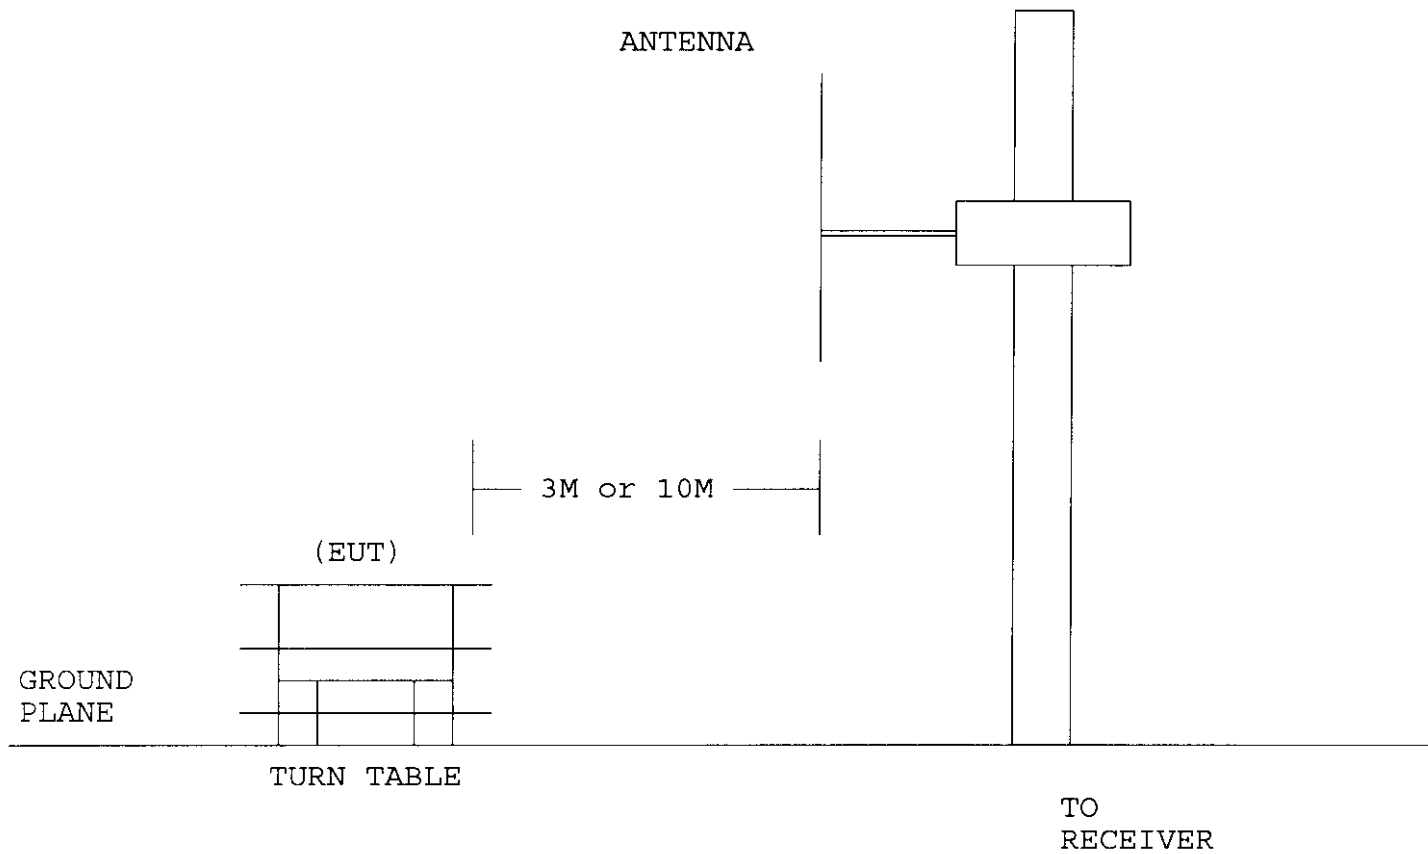 ANTENNA
3M or 10M
(EUT)
GROUND
PLANE
TURN TABLE
TO
RECEIVER